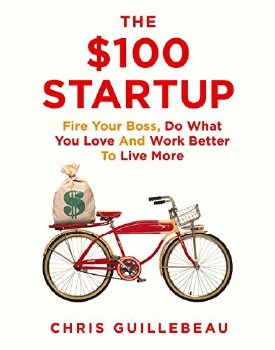 THE
$100
STARTUP
Fire Your Boss, Do What
You Love And Work Better
To Live More
$
CHRIS GUILLEBEAU